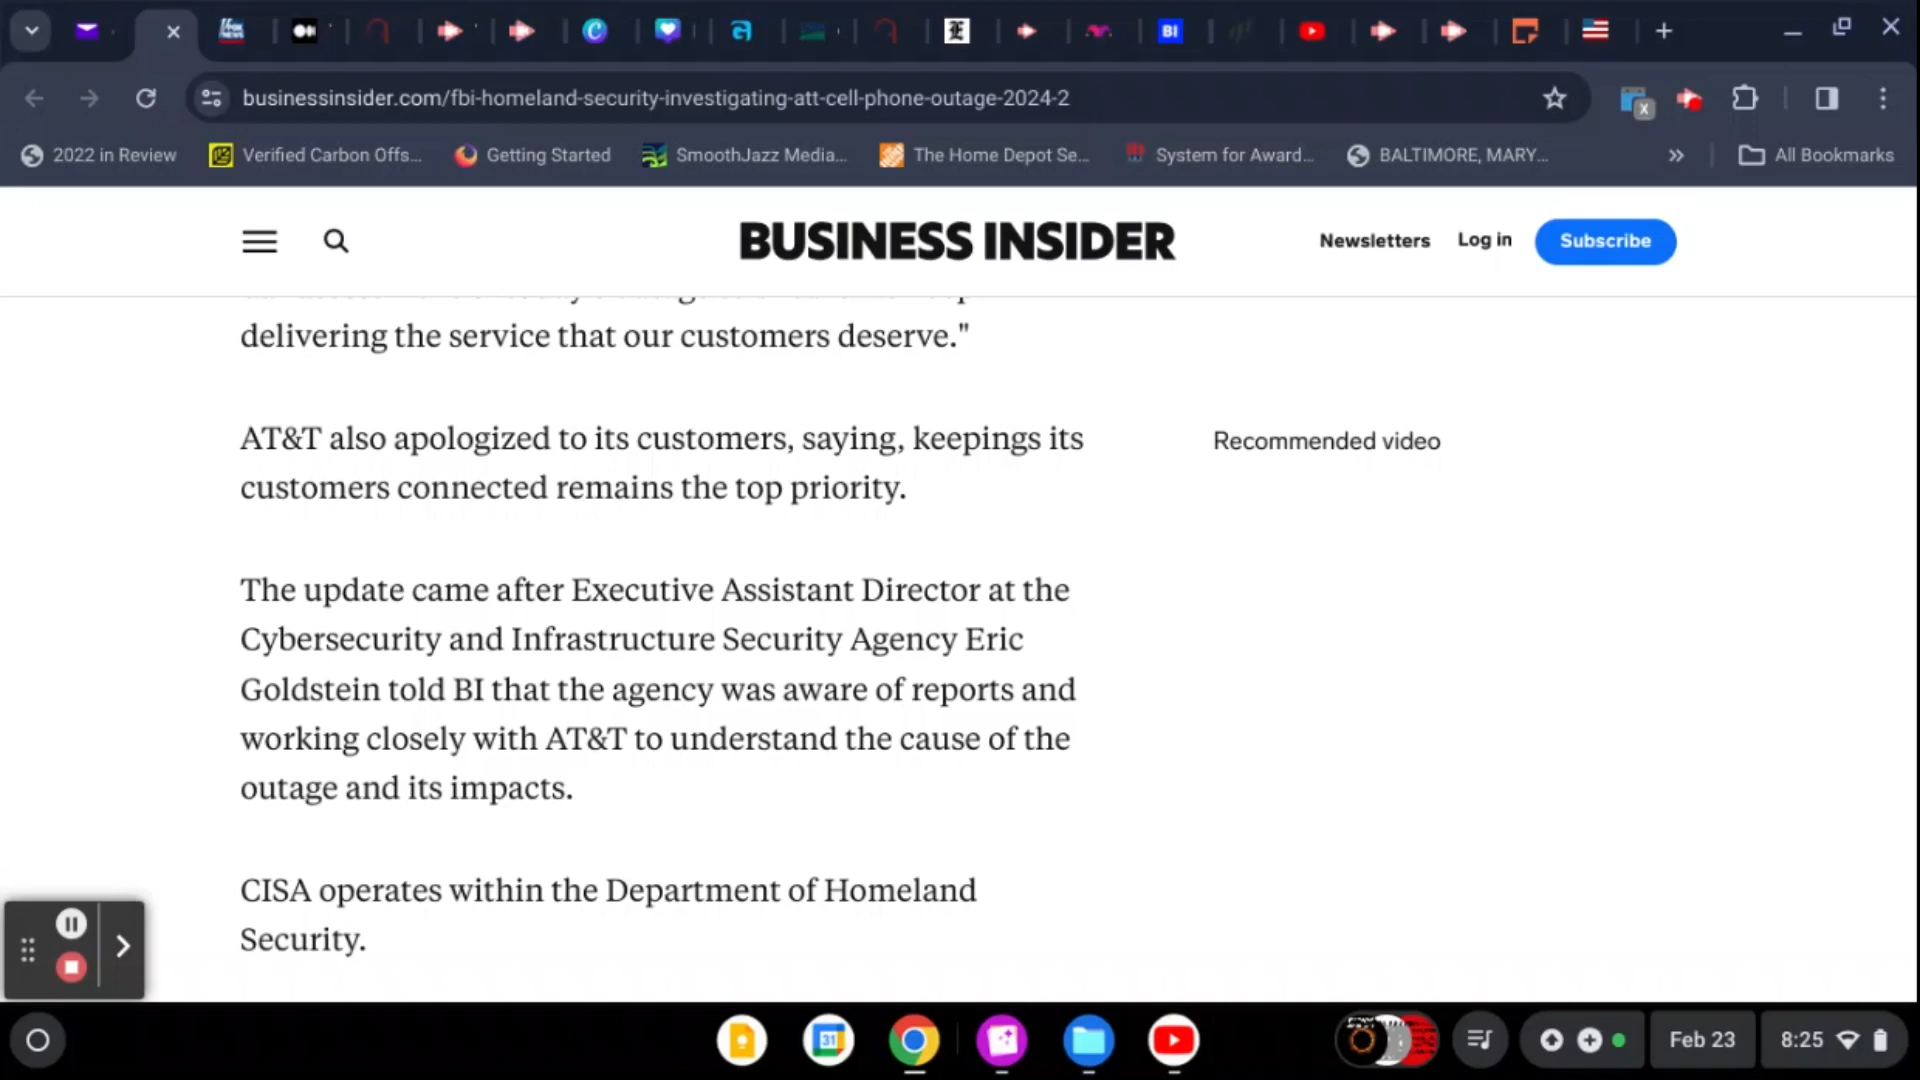 FOX NEWS
BI
businessinsider.com/fbi-homeland-security-investigating-att-cell-phone-outage-2024-2
X
2022 in Review
Verified Carbon Offs...
Getting Started
SmoothJazz Media...
The Home Depot Se...
System for Award...
BALTIMORE, MARY...
All Bookmarks
BUSINESS INSIDER
Newsletters
Log in
Subscribe
delivering the service that our customers deserve."
AT&T also apologized to its customers, saying, keepings its
customers connected remains the top priority.
Recommended video
The update came after Executive Assistant Director at the
Cybersecurity and Infrastructure Security Agency Eric
Goldstein told BI that the agency was aware of reports and
working closely with AT&T to understand the cause of the
outage and its impacts.
CISA operates within the Department of Homeland
Security.
31
Feb 23
8:25